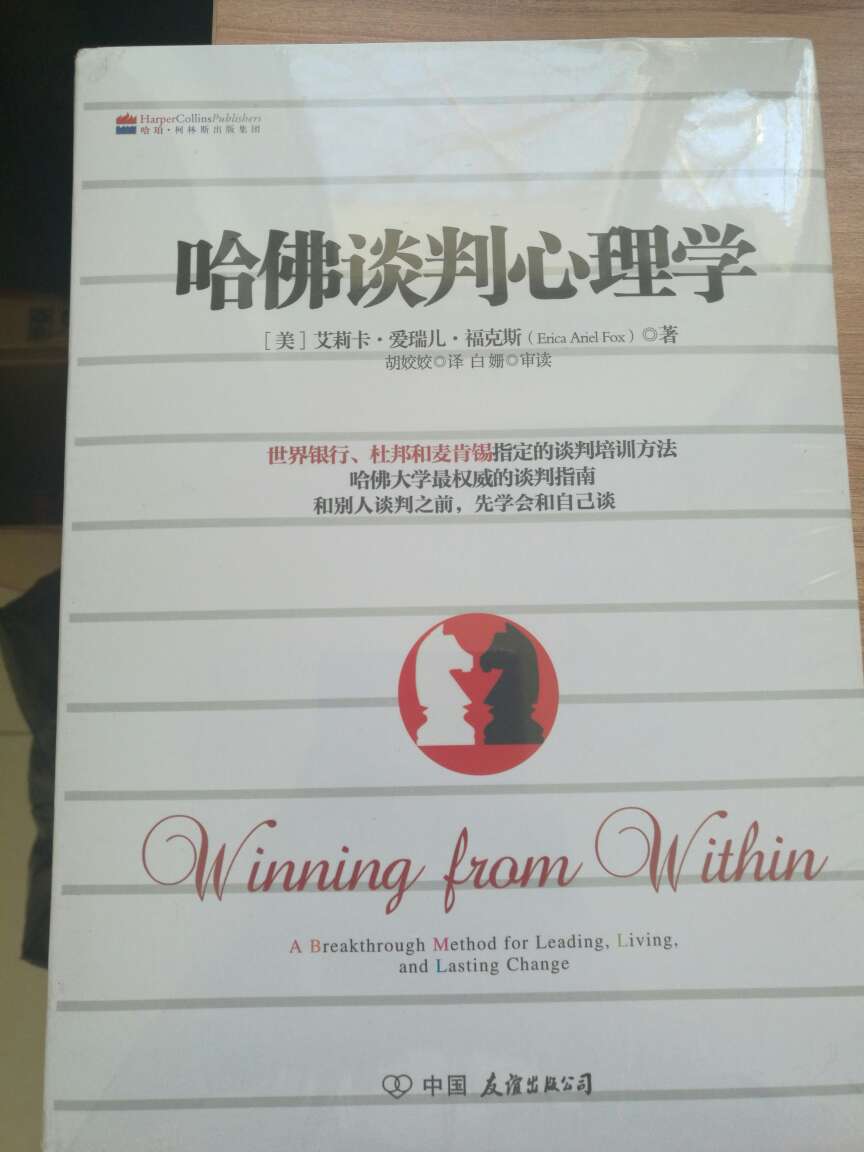 HarperCollinsPublishers
哈珀·柯林斯出版集团
哈佛谈判心理学
［美］艾莉卡·爱瑞儿·福克斯（Erica Ariel Fox）◎著
胡姣姣◎译 白姗◎审读
世界银行、杜邦和麦肯锡指定的谈判培训方法
哈佛大学最权威的谈判指南
和别人谈判之前，先学会和自己谈
Winning from Within
A Breakthrough Method for Leading, Living,
and Lasting Change
中国 友谊出版公司